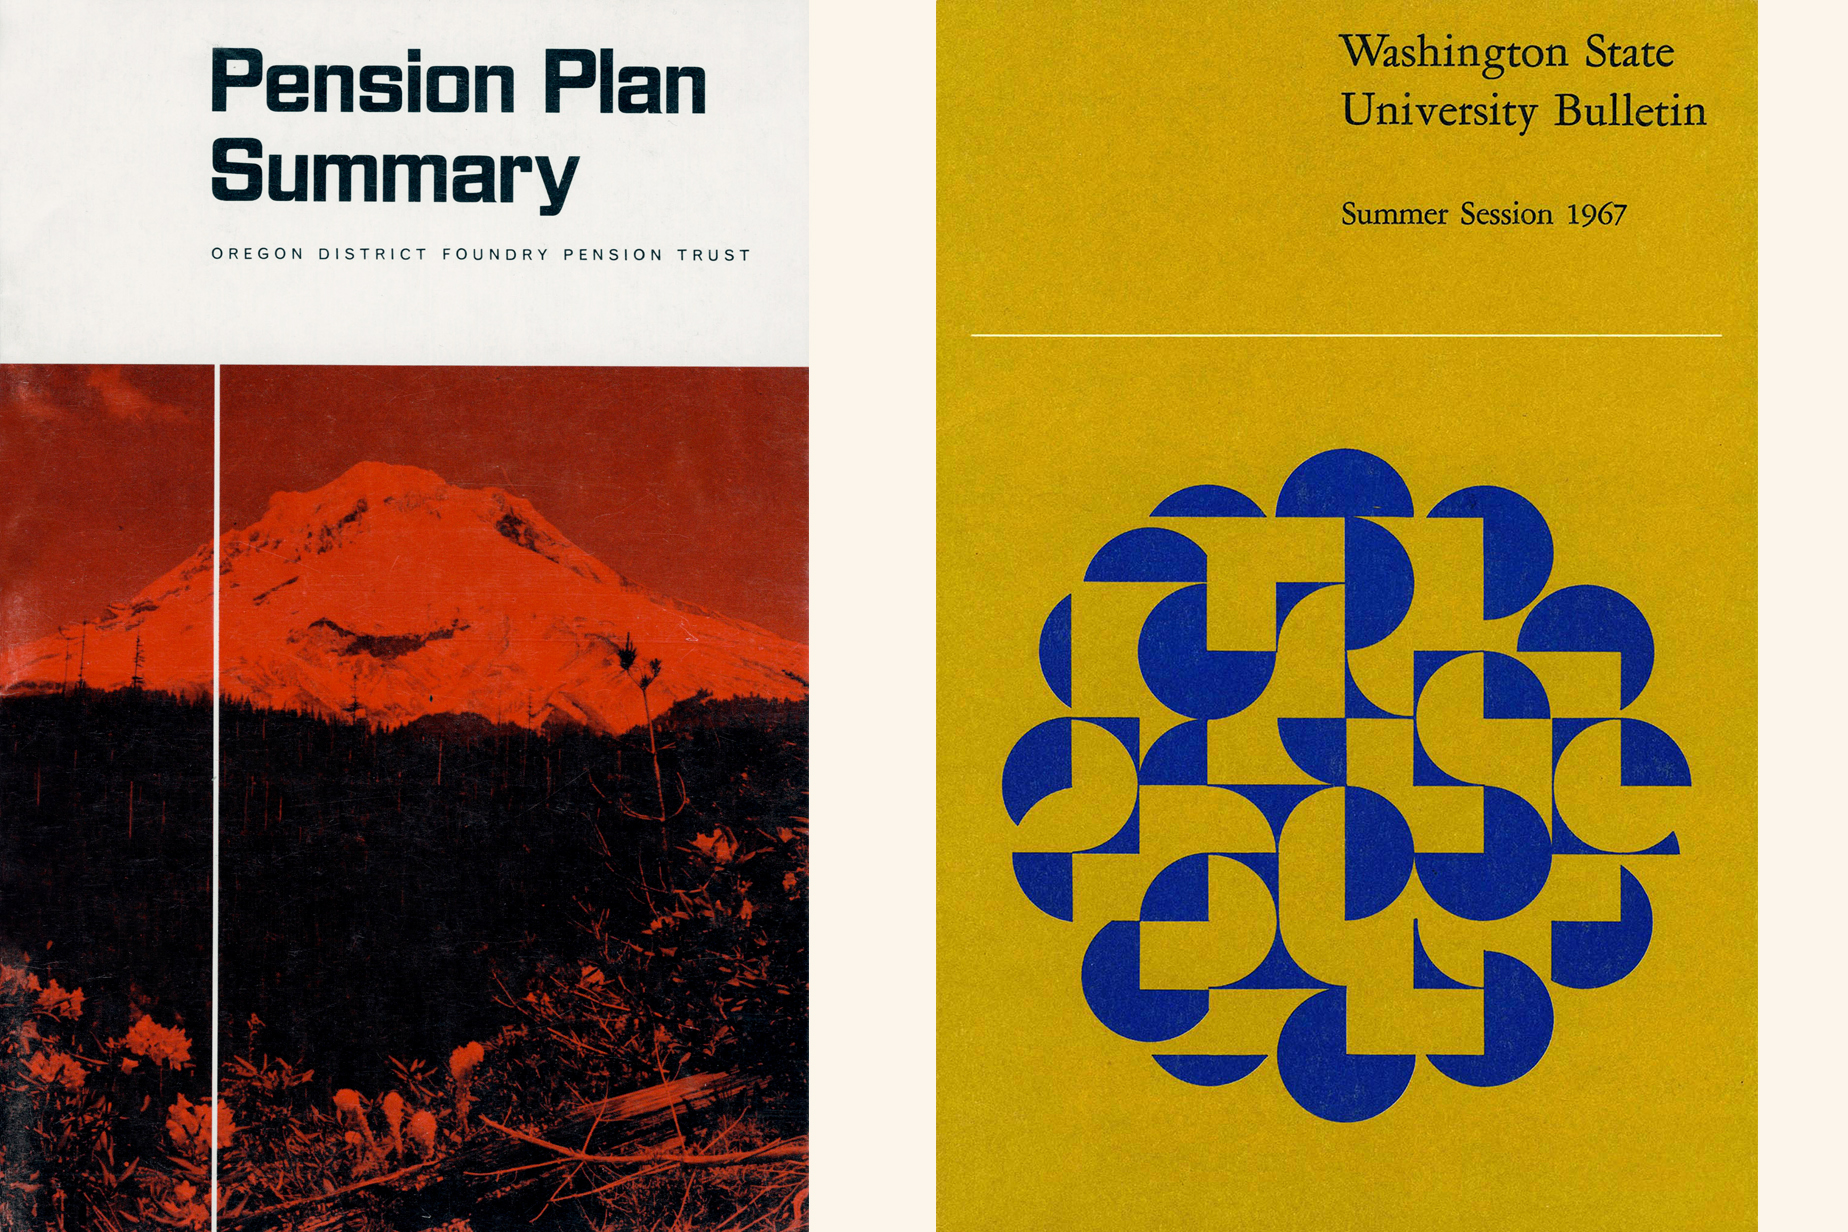 Pension Plan
Summary
OREGON DISTRICT FOUNDRY PENSION TRUST
Washington State
University Bulletin
Summer Session 1967